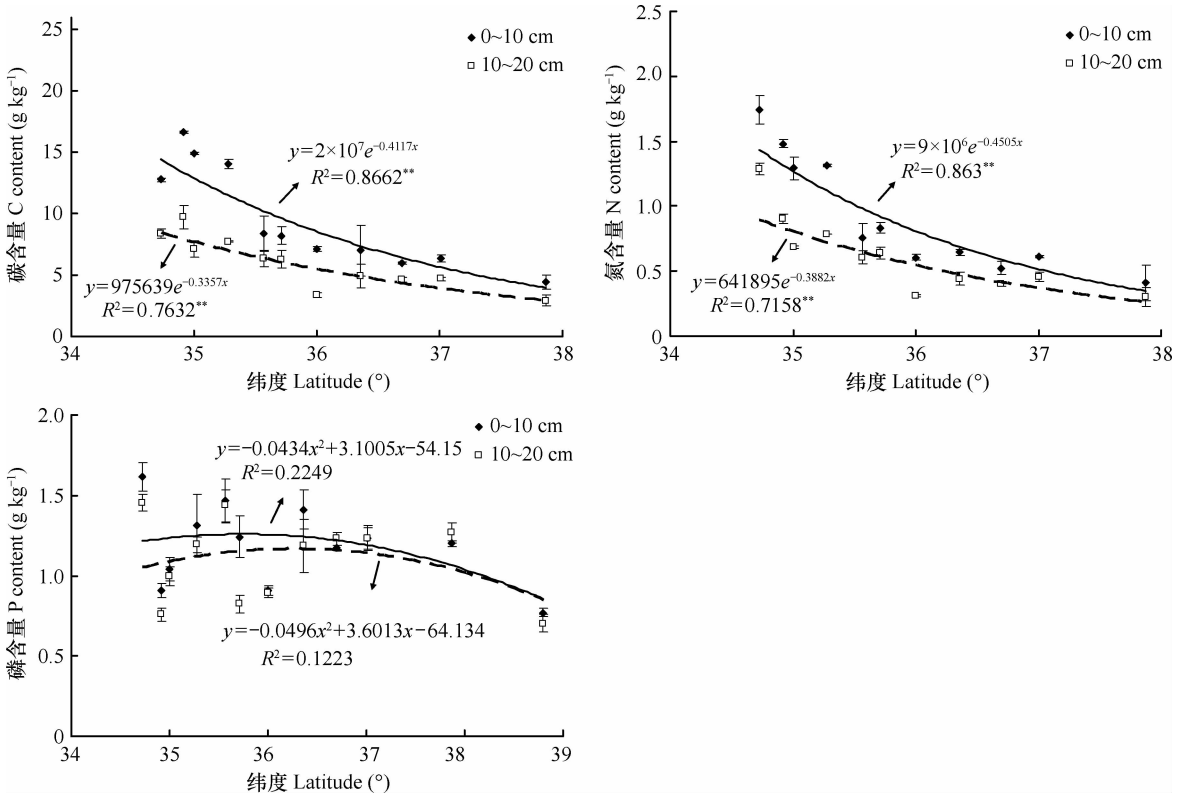 碳含量 C content (g kg⁻¹)
25
20
15
10
5
0
0~10 cm
10~20 cm
y=2×10⁷e^−0.4117x
R²=0.8662**
y=975639e^−0.3357x
R²=0.7632**
34 35 36 37 38
纬度 Latitude (°)
氮含量 N content (g kg⁻¹)
2.5
2.0
1.5
1.0
0.5
0
0~10 cm
10~20 cm
y=9×10⁶e^−0.4505x
R²=0.863**
y=641895e^−0.3882x
R²=0.7158**
34 35 36 37 38
纬度 Latitude (°)
磷含量 P content (g kg⁻¹)
2.0
1.5
1.0
0.5
0
0~10 cm
10~20 cm
y=−0.0434x²+3.1005x−54.15
R²=0.2249
y=−0.0496x²+3.6013x−64.134
R²=0.1223
34 35 36 37 38 39
纬度 Latitude (°)